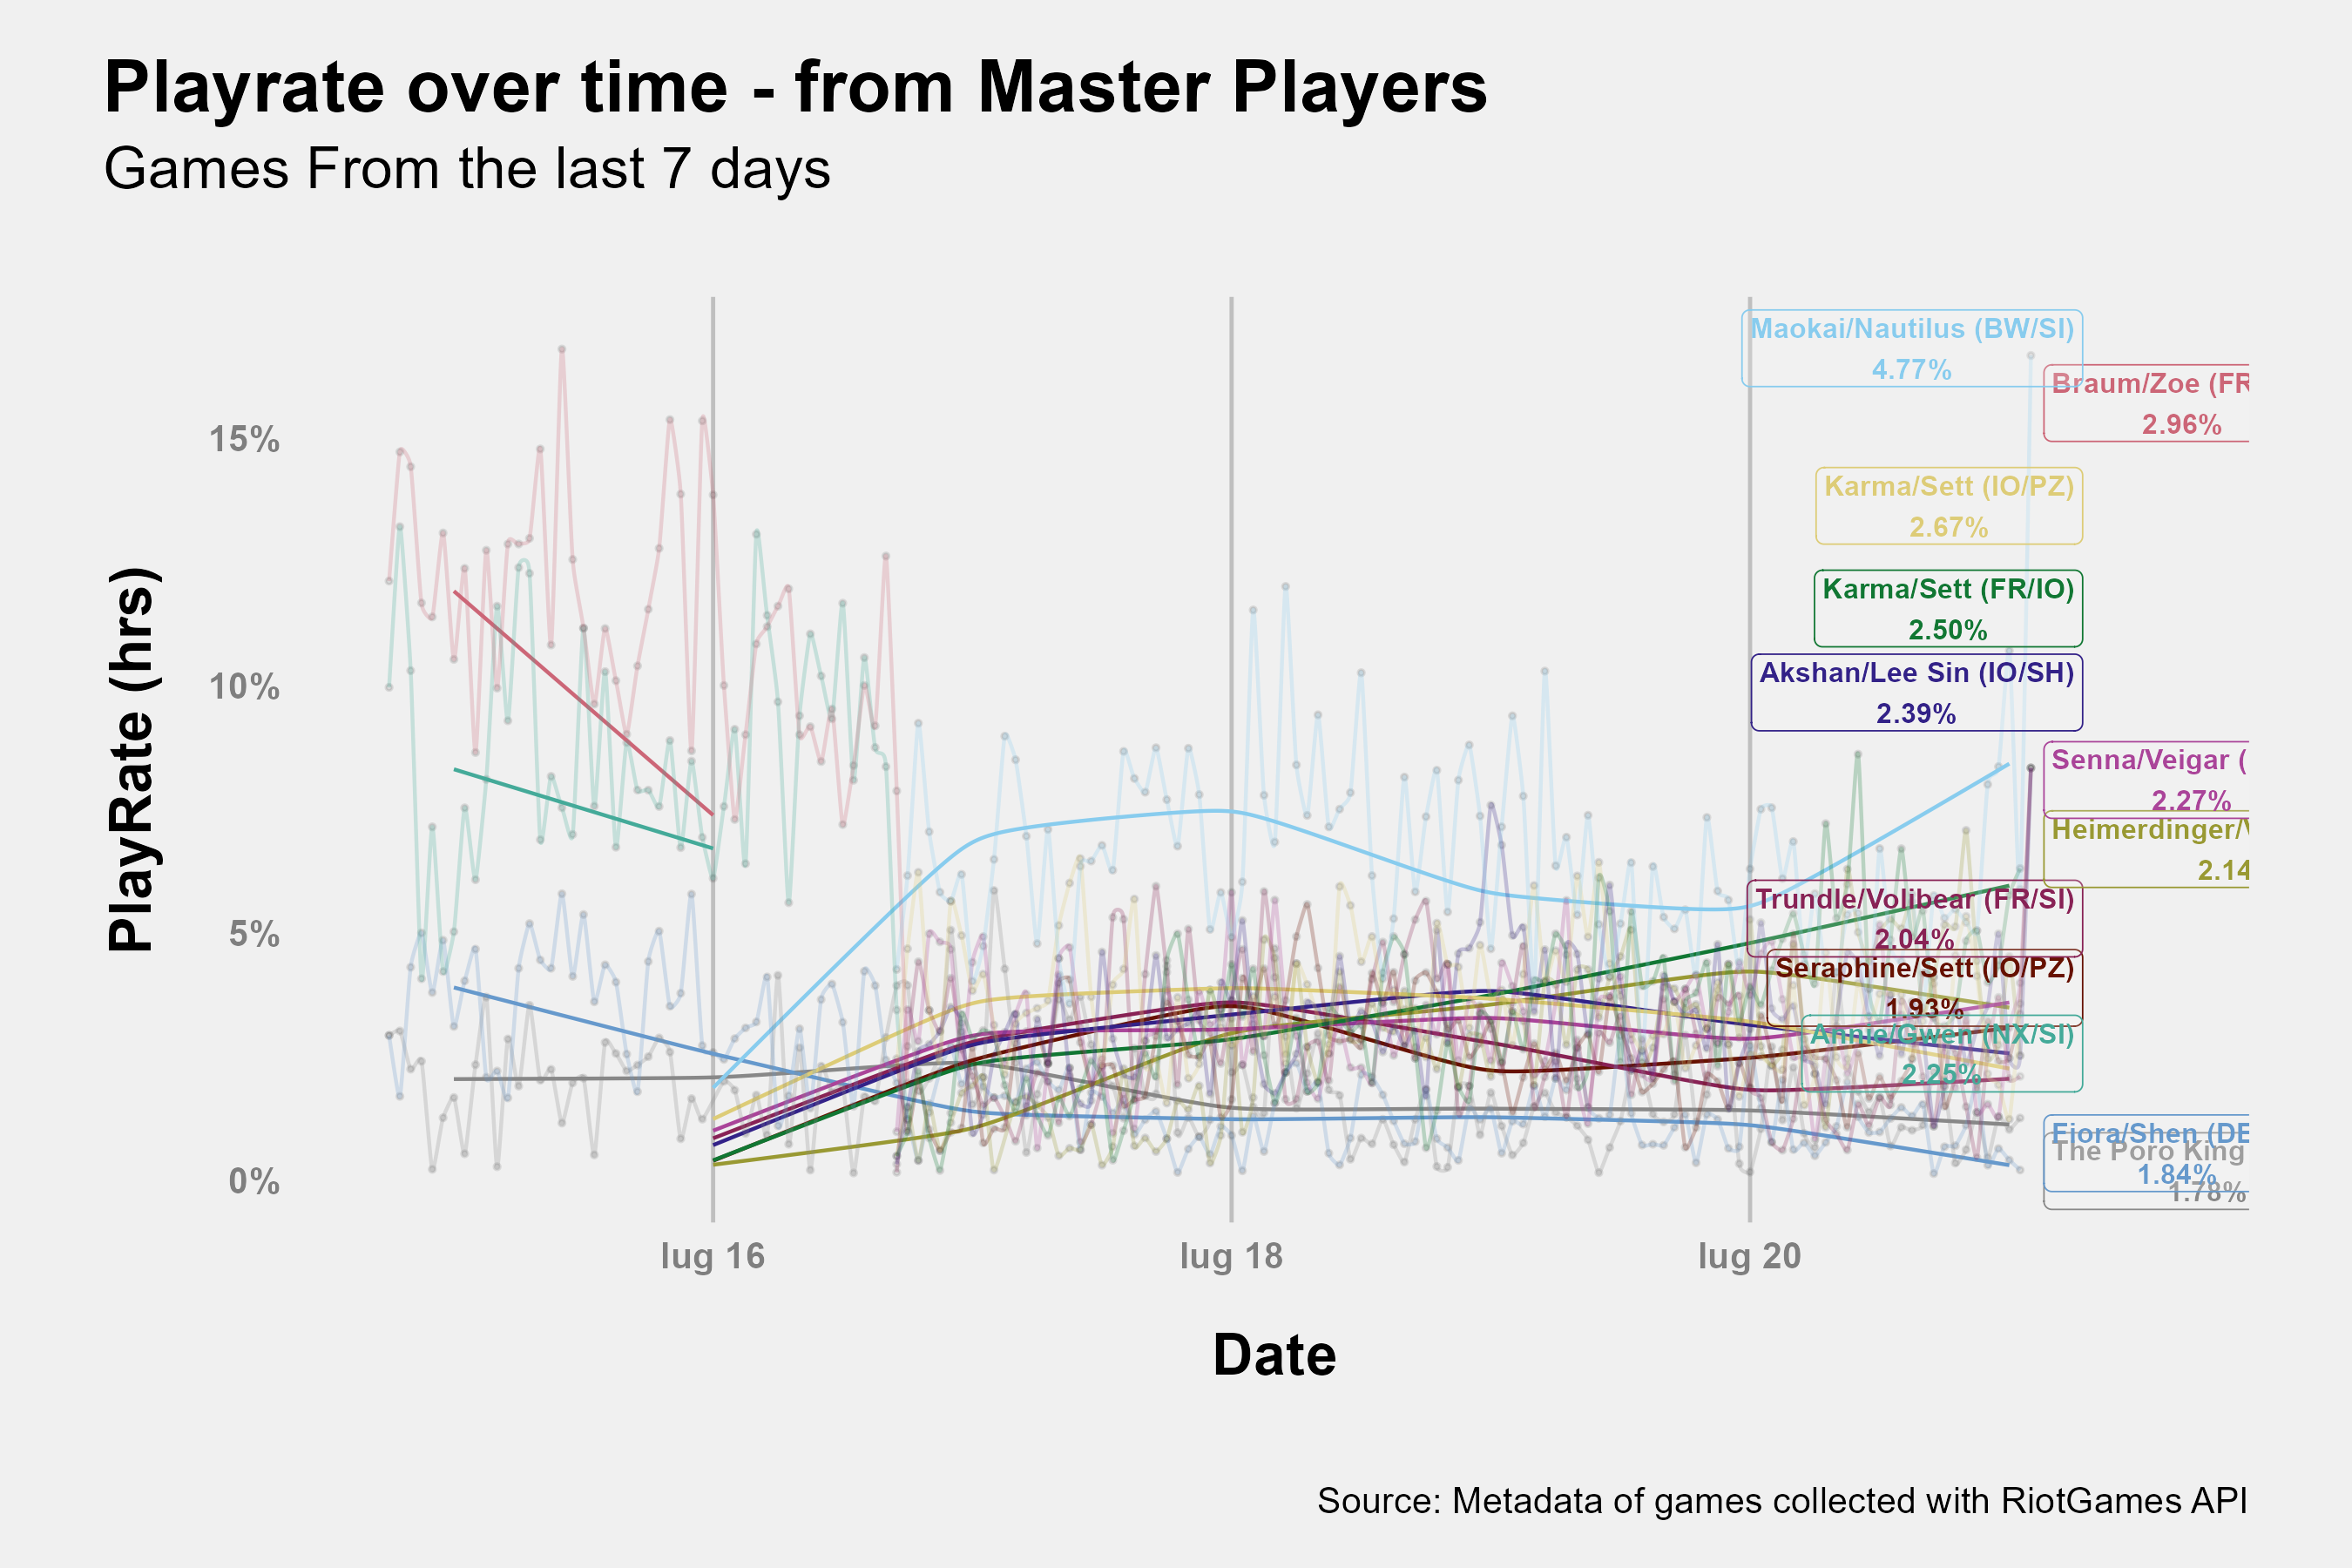 Playrate over time - from Master Players
Games From the last 7 days
PlayRate (hrs)
15%
10%
5%
0%
Maokai/Nautilus (BW/SI)
4.77%
Braum/Zoe (FR
2.96%
Karma/Sett (IO/PZ)
2.67%
Karma/Sett (FR/IO)
2.50%
Akshan/Lee Sin (IO/SH)
2.39%
Senna/Veigar (
2.27%
Heimerdinger/
2.14
Trundle/Volibear (FR/SI)
2.04%
Seraphine/Sett (IO/PZ)
1.93%
Annie/Gwen (NX/SI)
2.25%
Fiora/Shen (DE
1.84%
The Poro King
1.78%
lug 16
lug 18
lug 20
Date
Source: Metadata of games collected with RiotGames API